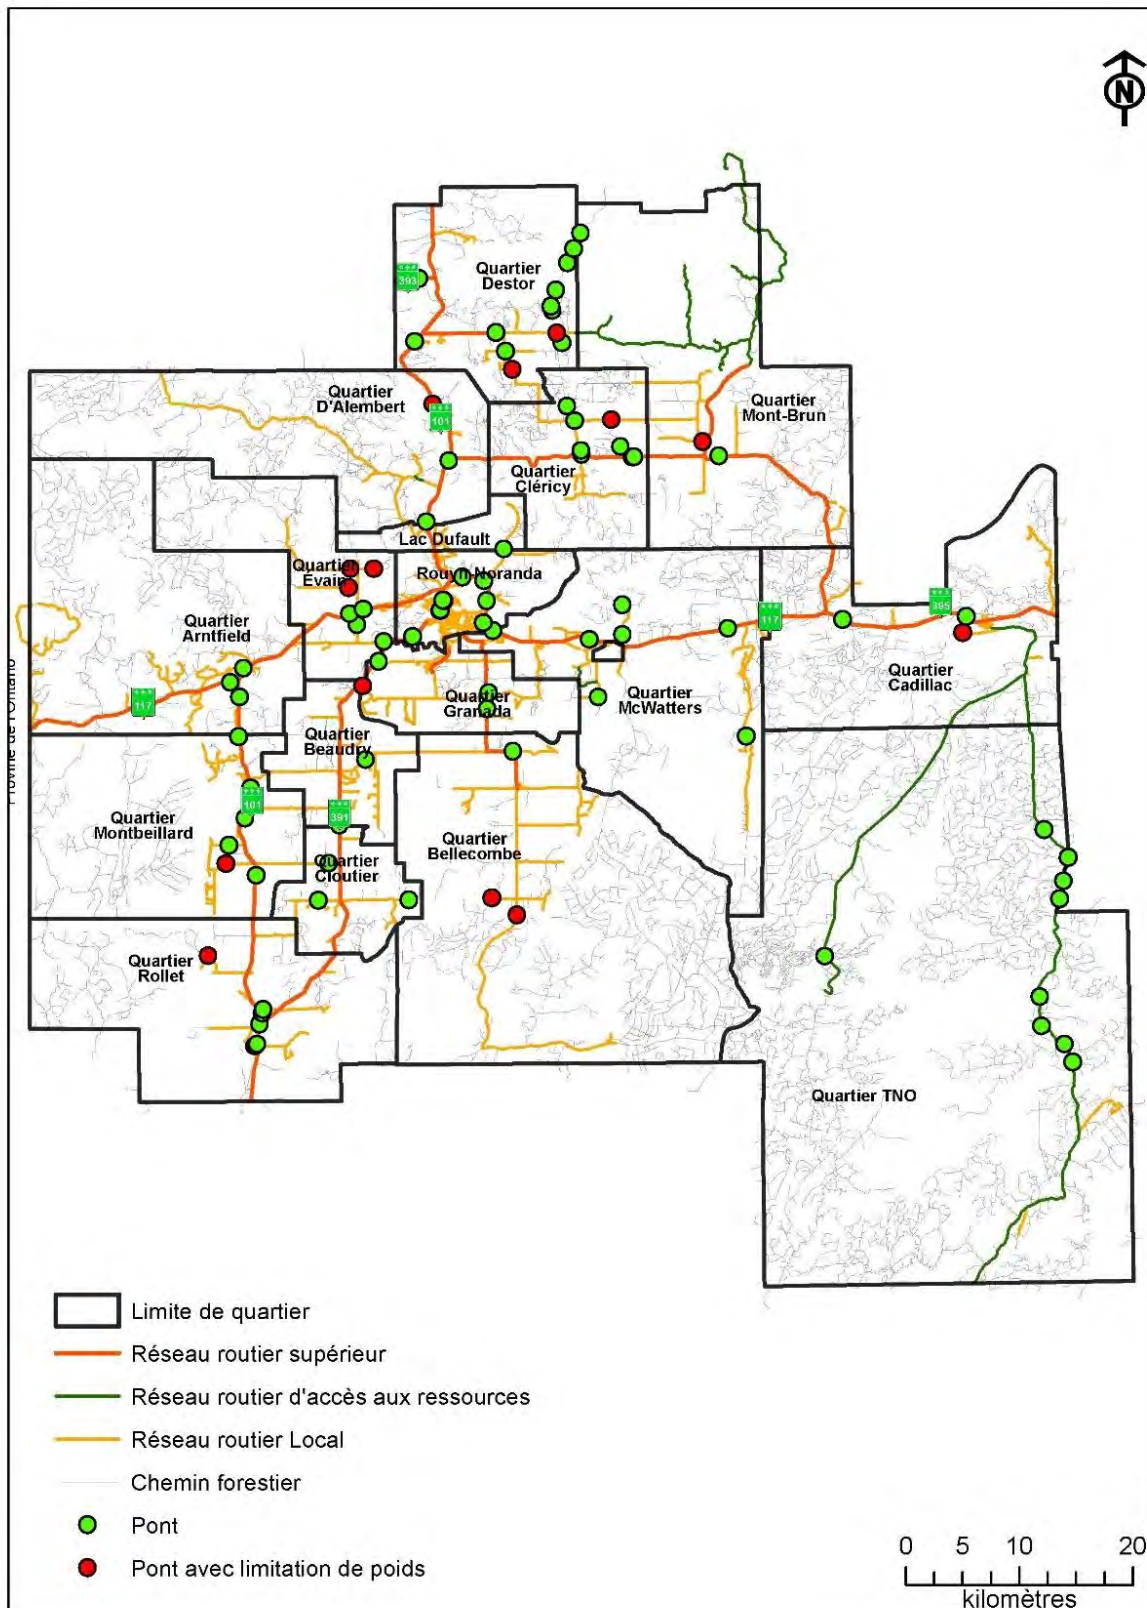 N
Quartier
Destor
393
Quartier
D'Alembert
101
Quartier
Mont-Brun
Quartier
Cléricy
Lac Dufault
Quartier
Évain
Rouyn-Noranda
Quartier
Arntfield
117
395
117
Quartier
Cadillac
Quartier
McWatters
Quartier
Granada
Quartier
Beaudry
101
391
Quartier
Montbeillard
Quartier
Bellecombe
Quartier
Cloutier
Quartier
Rollet
Quartier TNO
Limite de quartier
Réseau routier supérieur
Réseau routier d'accès aux ressources
Réseau routier Local
Chemin forestier
Pont
Pont avec limitation de poids
0 5 10 20
kilomètres